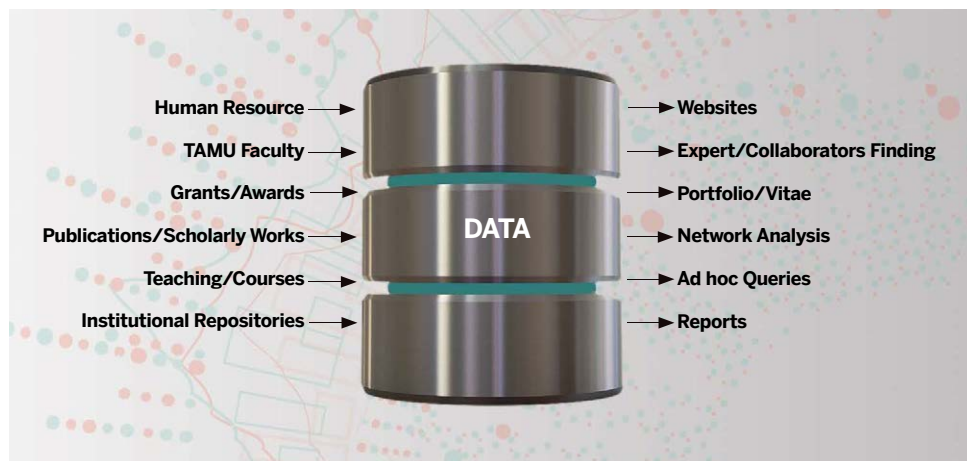 Human Resource
TAMU Faculty
Grants/Awards
Publications/Scholarly Works
Teaching/Courses
Institutional Repositories
DATA
Websites
Expert/Collaborators Finding
Portfolio/Vitae
Network Analysis
Ad hoc Queries
Reports